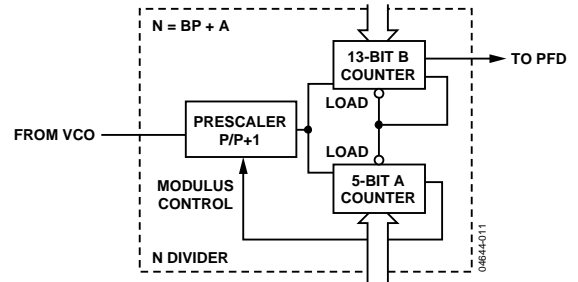 N = BP + A
13-BIT B
COUNTER
TO PFD
LOAD
PRESCALER
P/P+1
FROM VCO
LOAD
MODULUS
CONTROL
5-BIT A
COUNTER
N DIVIDER
04644-011